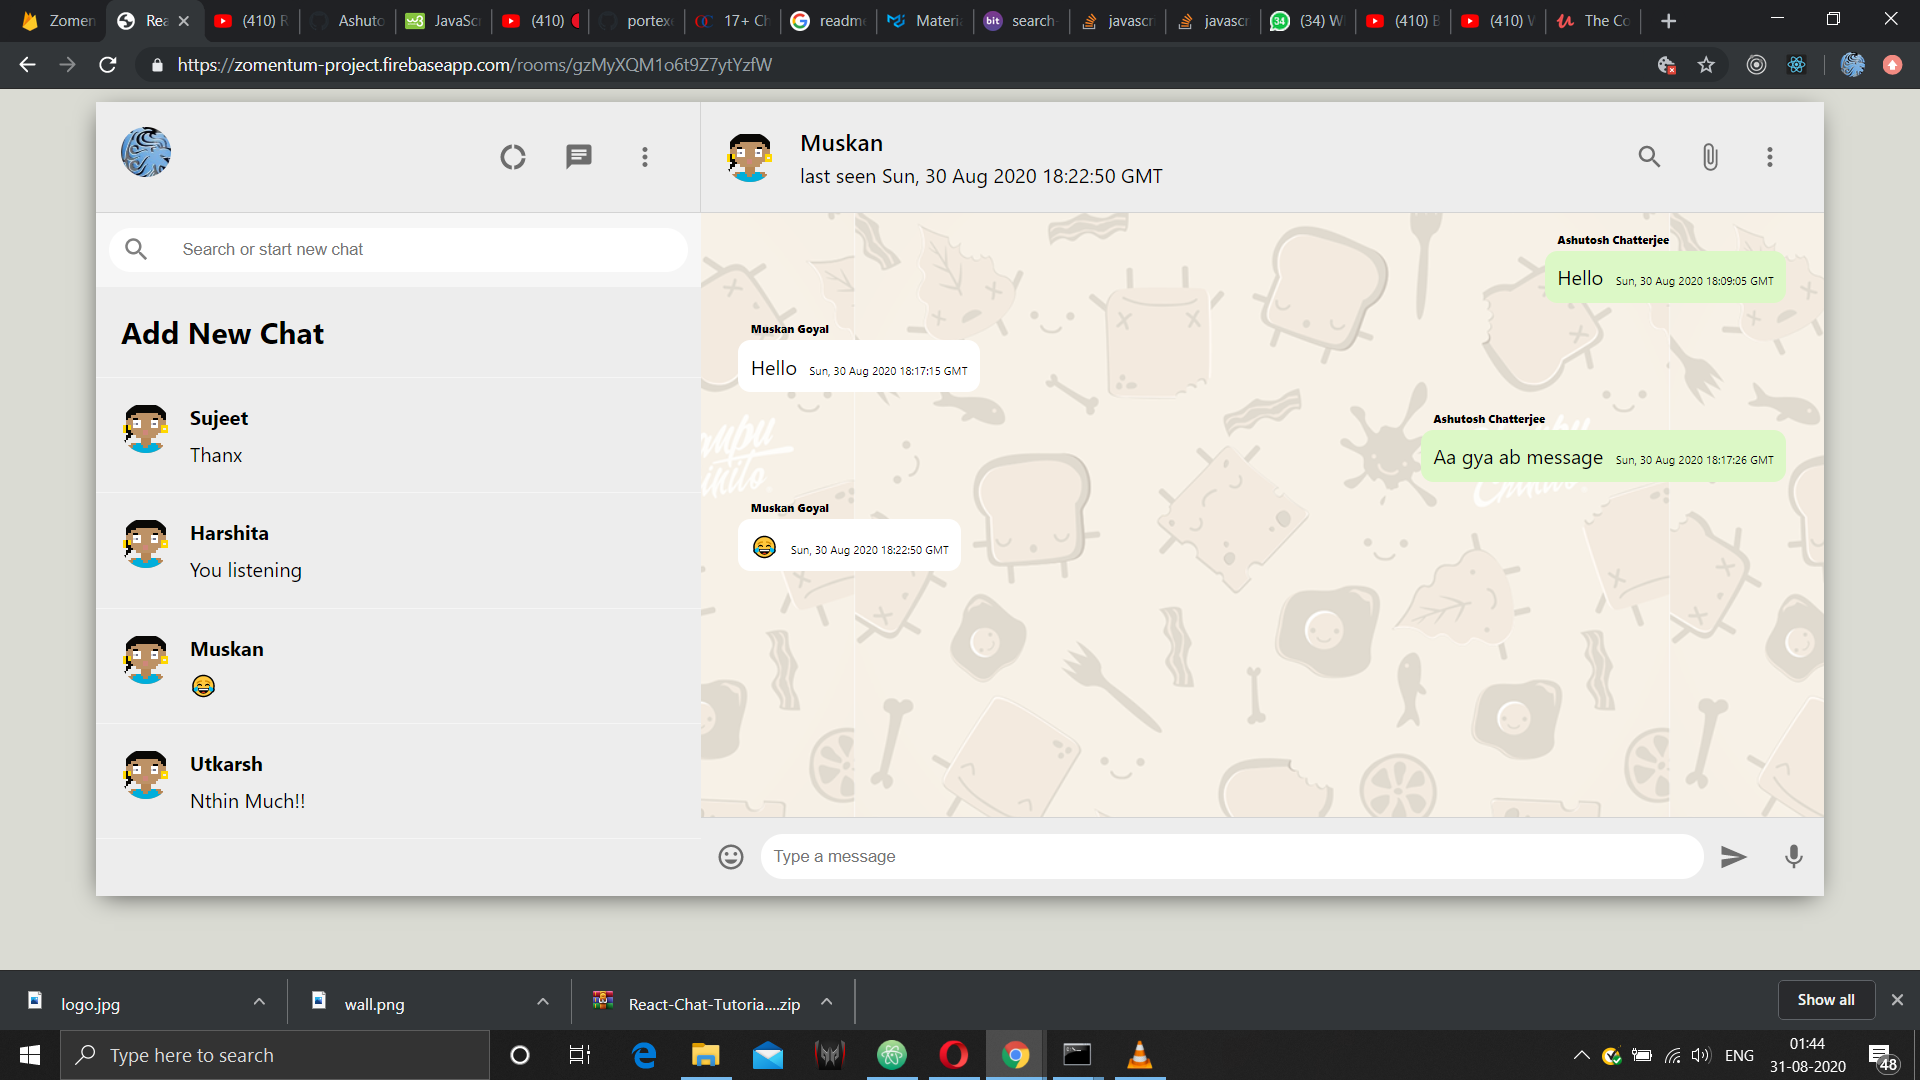 Zomen
Rea
(410) R
Ashuto
JavaScr
(410)
portex
17+ Ch
readme
Materia
search-
javascri
javascr
(34) W
(410) B
(410) V
The Co
https://zomentum-project.firebaseapp.com/rooms/gzMyXQM1o6t9Z7ytYzfW
Muskan
last seen Sun, 30 Aug 2020 18:22:50 GMT
Search or start new chat
Add New Chat
Sujeet
Thanx
Harshita
You listening
Muskan
😂
Utkarsh
Nthin Much!!
Ashutosh Chatterjee
Hello Sun, 30 Aug 2020 18:09:05 GMT
Muskan Goyal
Hello Sun, 30 Aug 2020 18:17:15 GMT
Ashutosh Chatterjee
Aa gya ab message Sun, 30 Aug 2020 18:17:26 GMT
Muskan Goyal
😂 Sun, 30 Aug 2020 18:22:50 GMT
Type a message
logo.jpg
wall.png
React-Chat-Tutoria....zip
Show all
Type here to search
ENG
01:44
31-08-2020
48